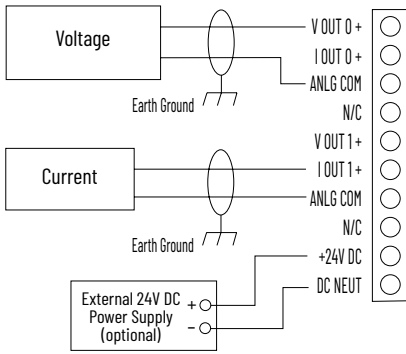 Voltage
V OUT 0 +
I OUT 0 +
ANLG COM
Earth Ground
N/C
V OUT 1 +
Current
I OUT 1 +
ANLG COM
N/C
Earth Ground
+24V DC
DC NEUT
External 24V DC
Power Supply
(optional)
+
−